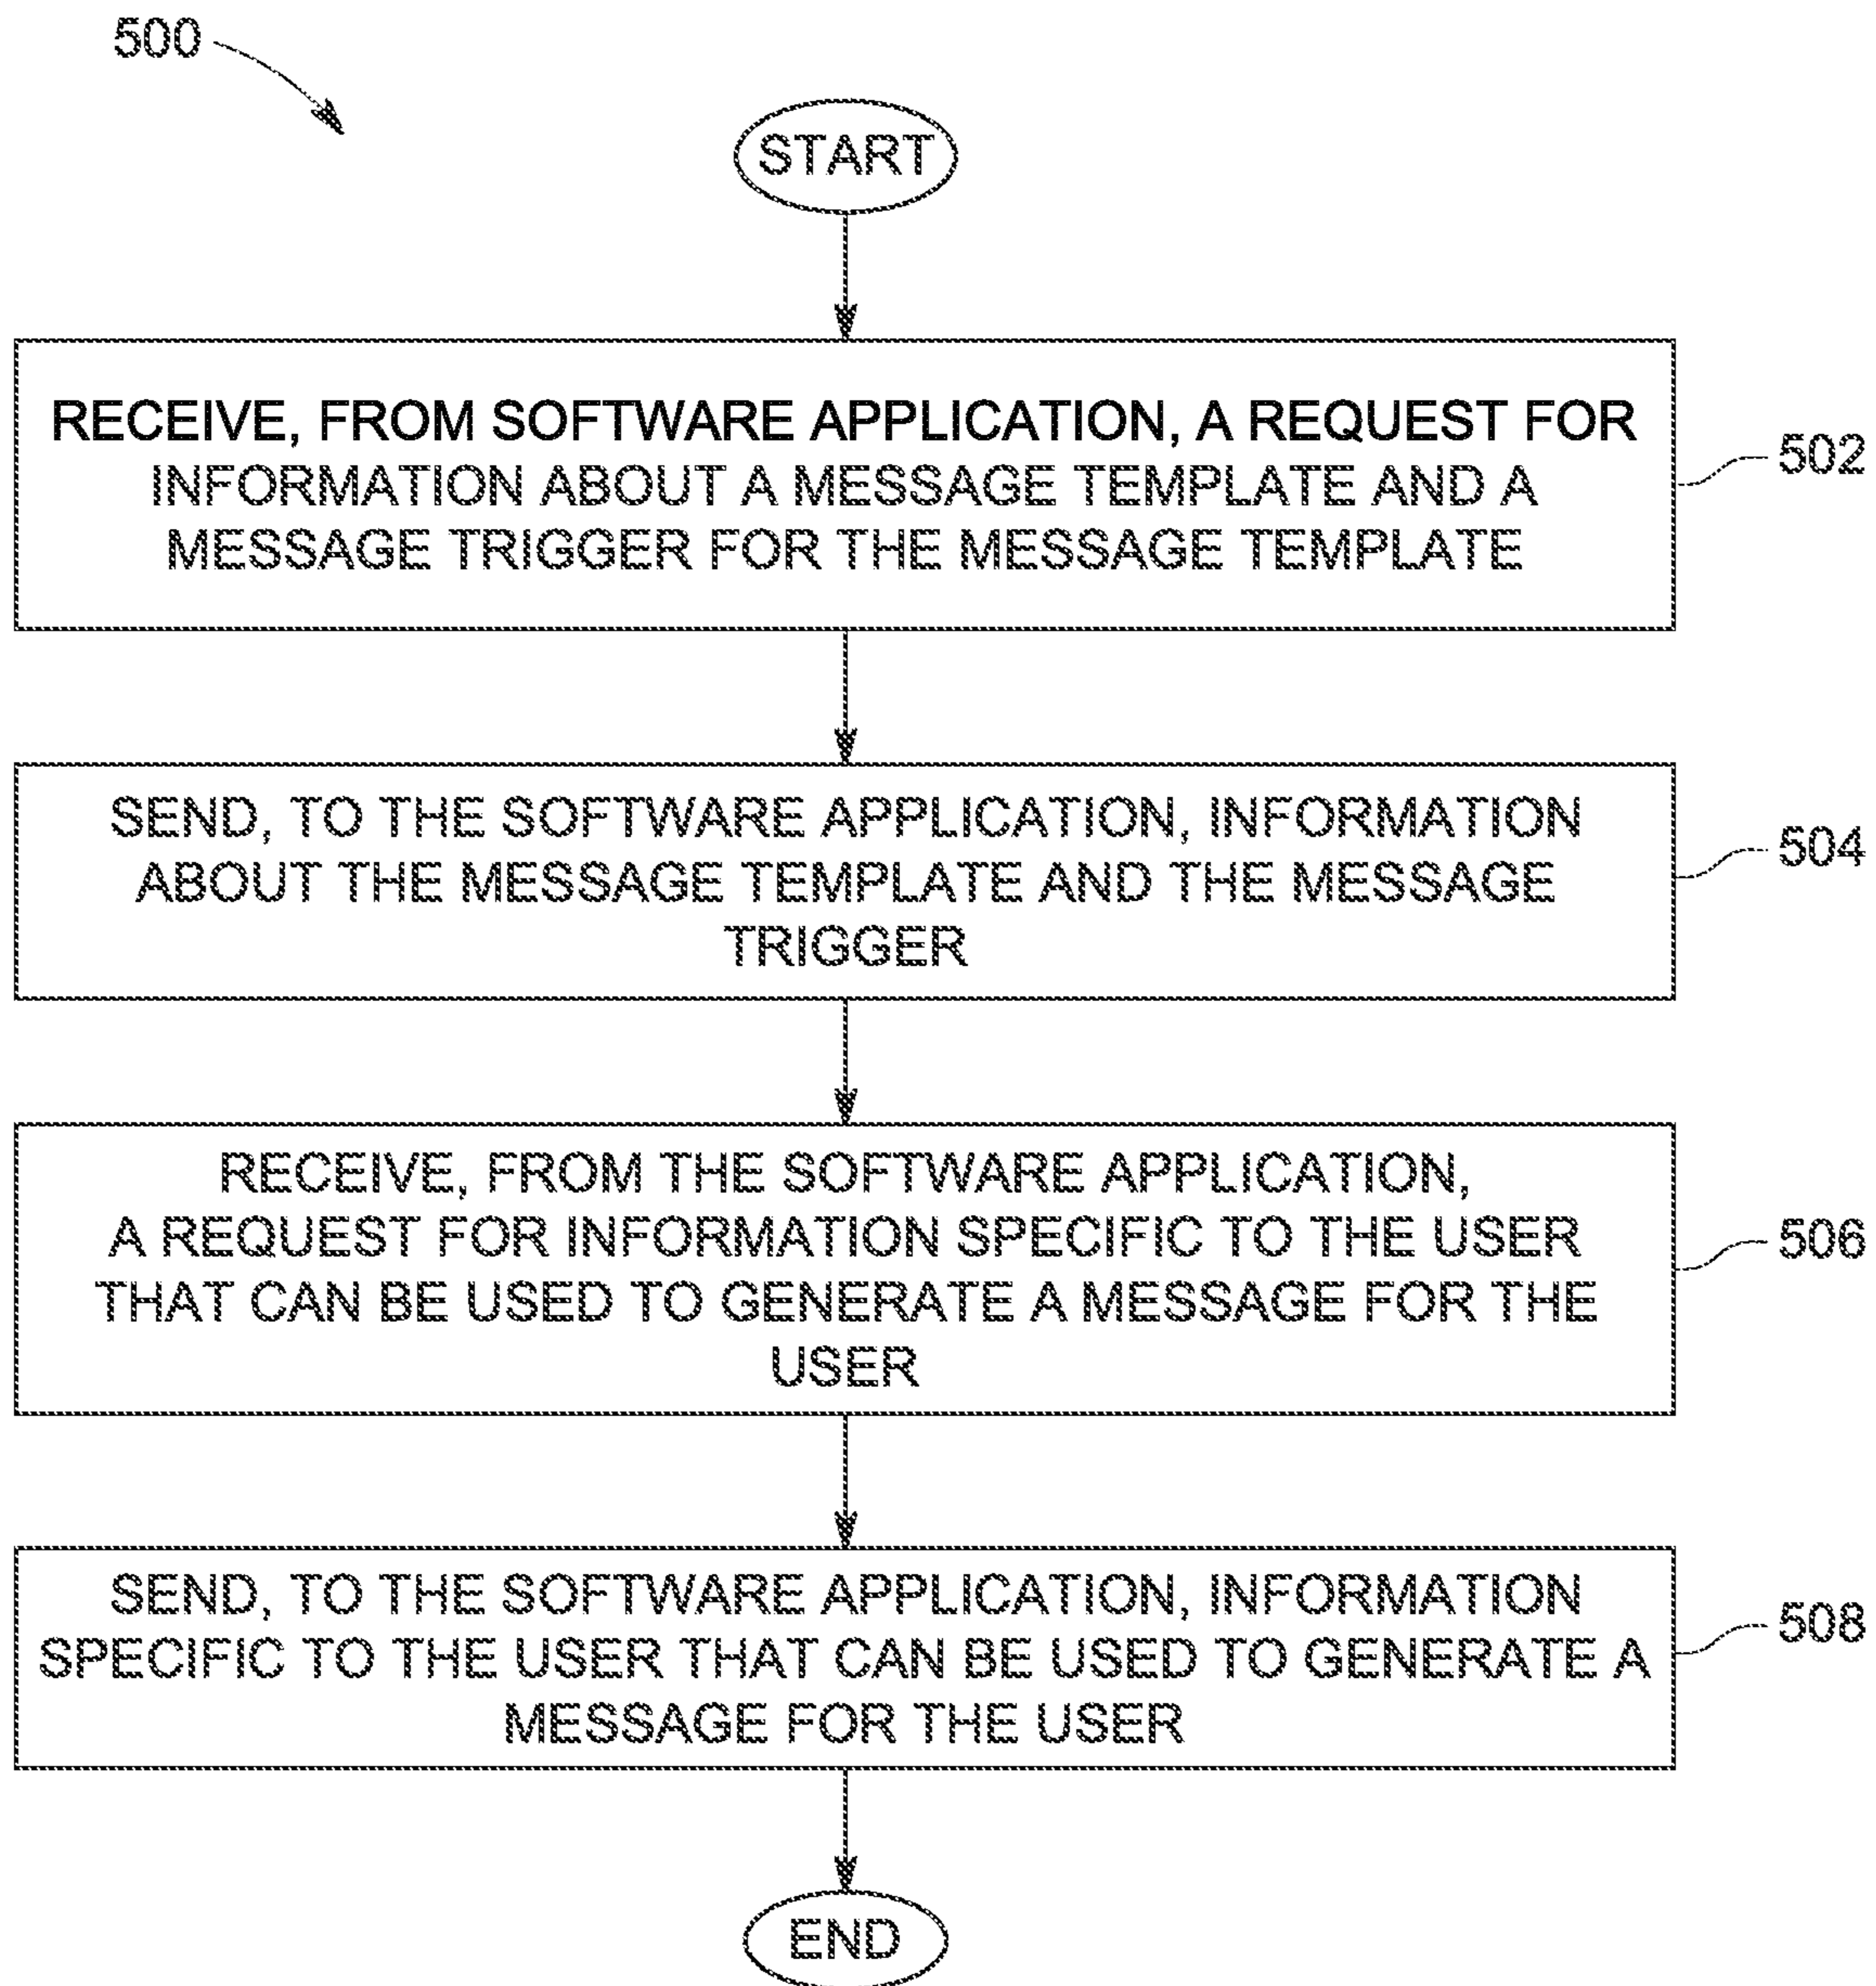 500
START
RECEIVE, FROM SOFTWARE APPLICATION, A REQUEST FOR
INFORMATION ABOUT A MESSAGE TEMPLATE AND A
MESSAGE TRIGGER FOR THE MESSAGE TEMPLATE
502
SEND, TO THE SOFTWARE APPLICATION, INFORMATION
ABOUT THE MESSAGE TEMPLATE AND THE MESSAGE
TRIGGER
504
RECEIVE, FROM THE SOFTWARE APPLICATION,
A REQUEST FOR INFORMATION SPECIFIC TO THE USER
THAT CAN BE USED TO GENERATE A MESSAGE FOR THE
USER
506
SEND, TO THE SOFTWARE APPLICATION, INFORMATION
SPECIFIC TO THE USER THAT CAN BE USED TO GENERATE A
MESSAGE FOR THE USER
508
END